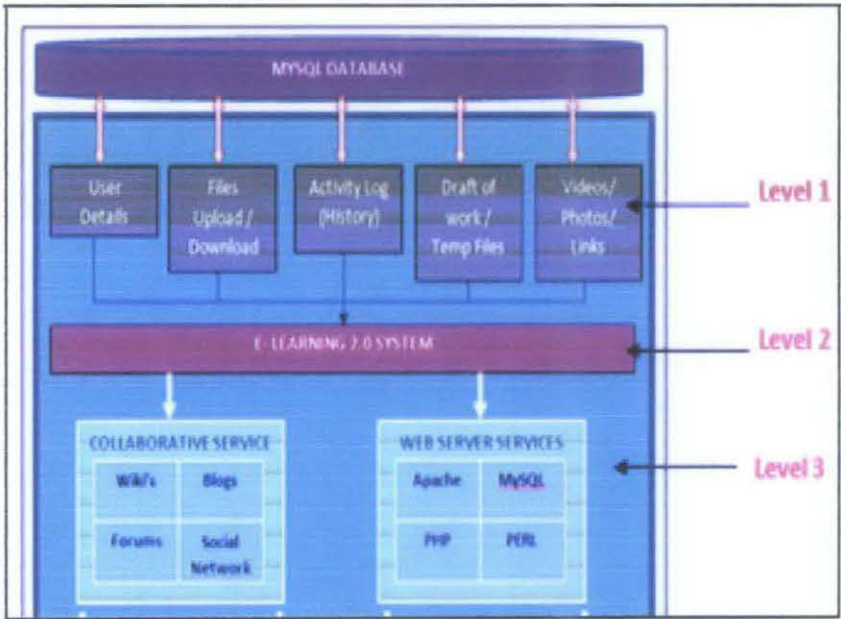 MYSQL DATABASE
User
Details
Files
Upload /
Download
Activity Log
(History)
Draft of
work /
Temp Files
Videos/
Photos/
Links
Level 1
E- LEARNING 2.0 SYSTEM
Level 2
COLLABORATIVE SERVICE
Wiki's
Blogs
Forums
Social
Network
WEB SERVER SERVICES
Apache
MySQL
PHP
PERL
Level 3